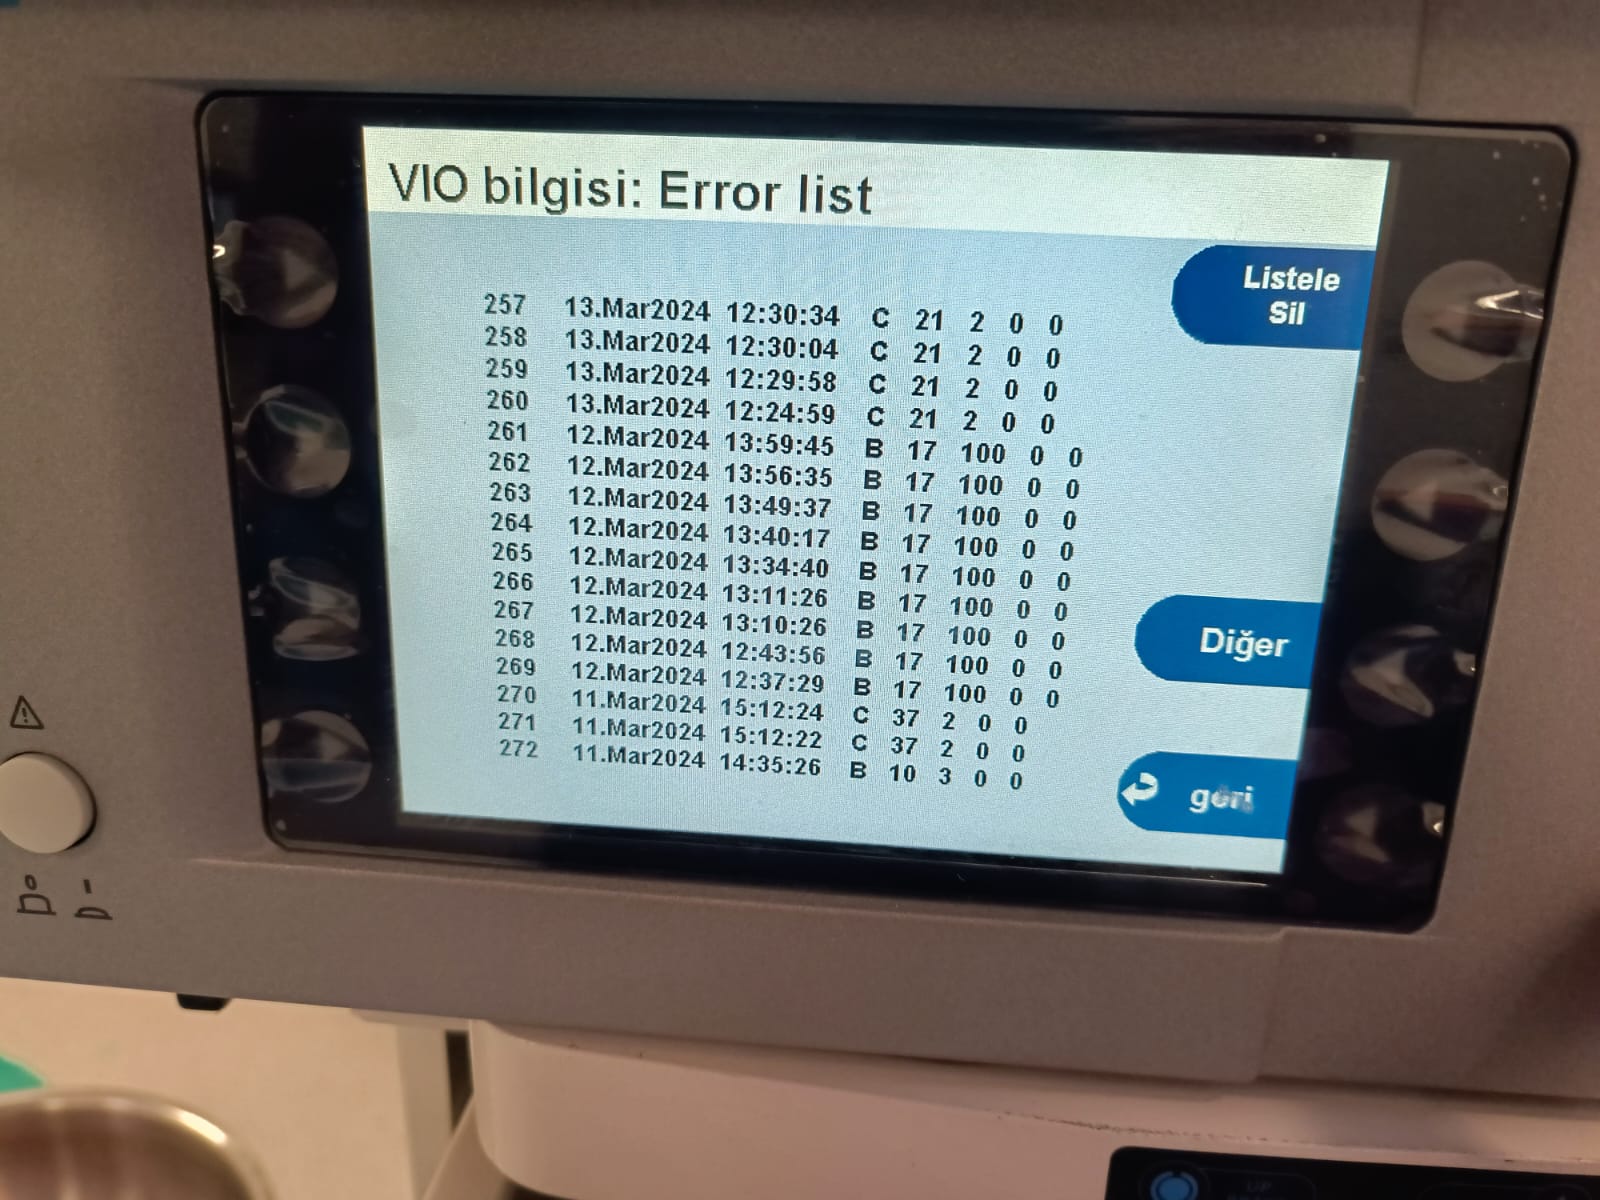 VIO bilgisi: Error list
Listele
Sil
257 13.Mar2024 12:30:34 C 21 2 0 0
258 13.Mar2024 12:30:04 C 21 2 0 0
259 13.Mar2024 12:29:58 C 21 2 0 0
260 13.Mar2024 12:24:59 C 21 2 0 0
261 12.Mar2024 13:59:45 B 17 100 0 0
262 12.Mar2024 13:56:35 B 17 100 0 0
263 12.Mar2024 13:49:37 B 17 100 0 0
264 12.Mar2024 13:40:17 B 17 100 0 0
265 12.Mar2024 13:34:40 B 17 100 0 0
266 12.Mar2024 13:11:26 B 17 100 0 0
267 12.Mar2024 13:10:26 B 17 100 0 0
268 12.Mar2024 12:43:56 B 17 100 0 0
269 12.Mar2024 12:37:29 B 17 100 0 0
270 11.Mar2024 15:12:24 C 37 2 0 0
271 11.Mar2024 15:12:22 C 37 2 0 0
272 11.Mar2024 14:35:26 B 10 3 0 0
Diğer
geri